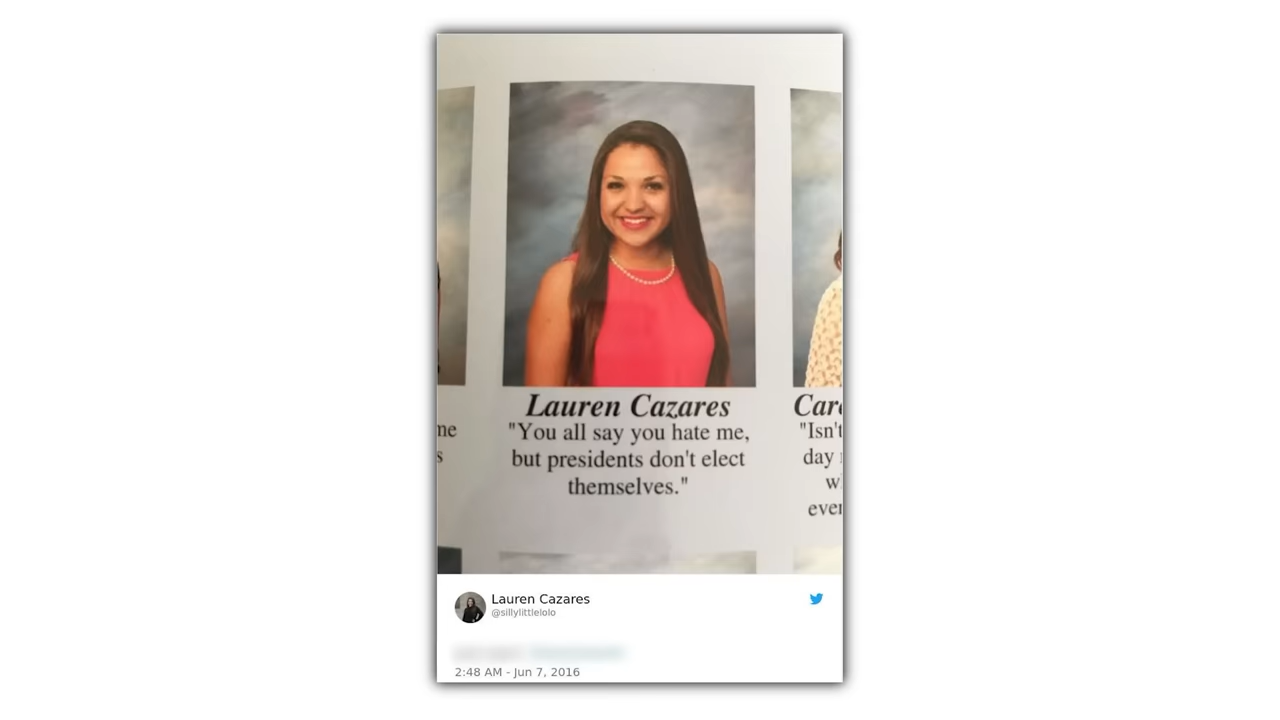 Lauren Cazares
"You all say you hate me,
but presidents don't elect
themselves."
"Isn't
day
Lauren Cazares
@sillylittlelolo
2:48 AM - Jun 7, 2016